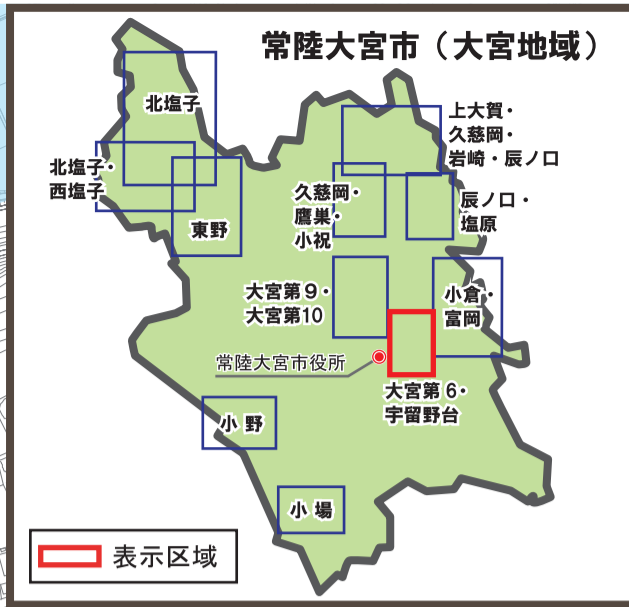 常陸大宮市（大宮地域）
北塩子
上大賀・
久慈岡・
岩崎・辰ノ口
北塩子・
西塩子
久慈岡・
鷹巣・
小祝
辰ノ口・
塩原
東野
大宮第９・
大宮第10
小倉・
富岡
常陸大宮市役所
大宮第６・
宇留野台
小野
小場
表示区域